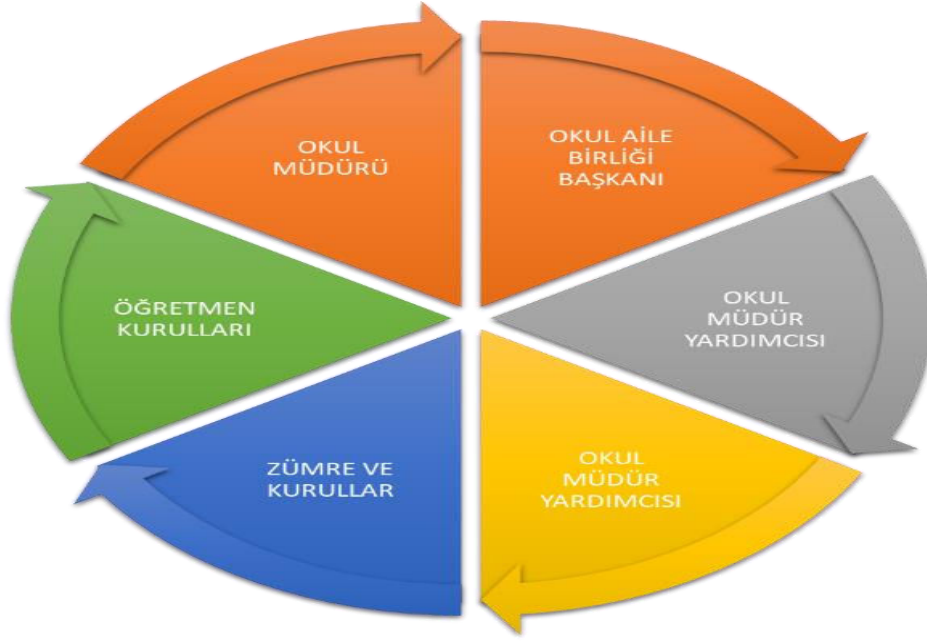 OKUL
MÜDÜRÜ
OKUL AİLE
BİRLİĞİ
BAŞKANI
OKUL
MÜDÜR
YARDIMCISI
OKUL
MÜDÜR
YARDIMCISI
ZÜMRE VE
KURULLAR
ÖĞRETMEN
KURULLARI